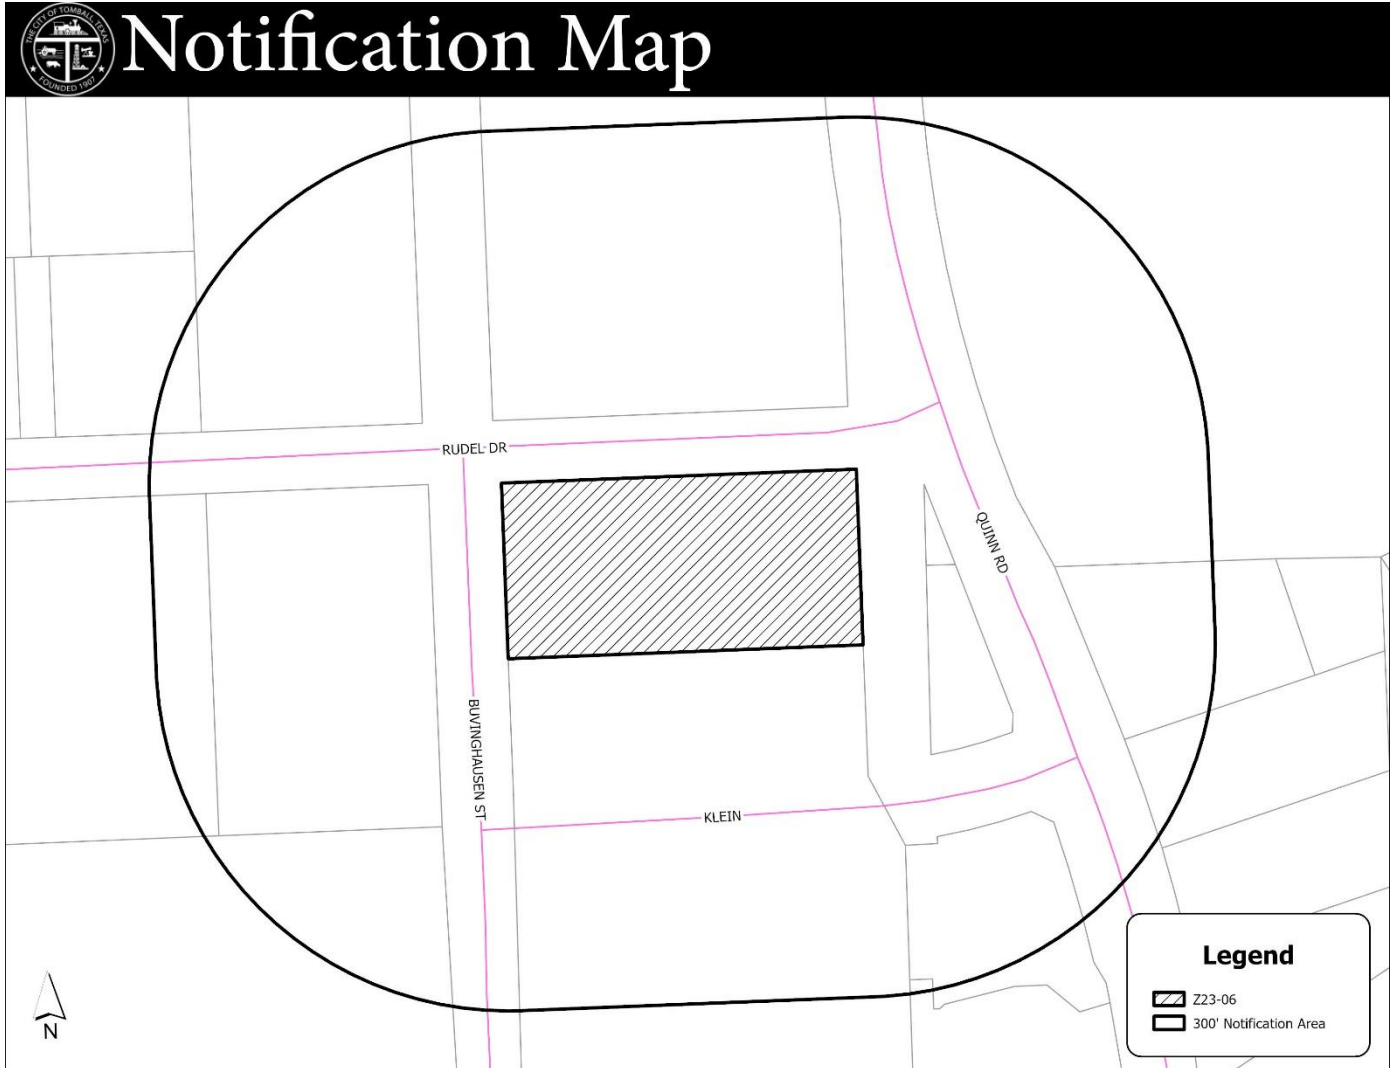 THE CITY OF TOMBALL, TEXAS
FOUNDED 1907
Notification Map
RUDEL DR
QUINN RD
BUVINGHAUSEN ST
KLEIN
Legend
Z23-06
300' Notification Area
N